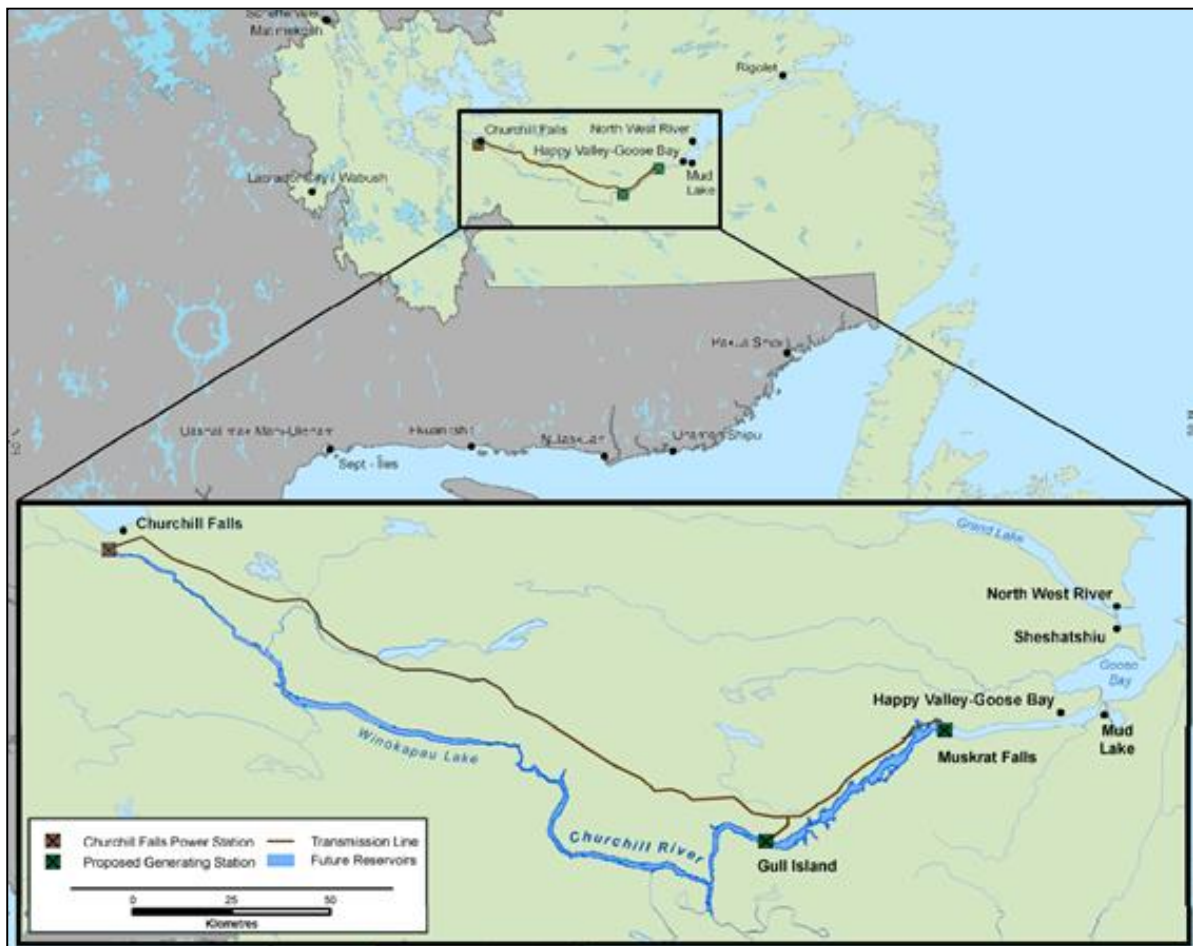 Rigolet
Churchill Falls
North West River
Happy Valley-Goose Bay
Mud
Lake
Labrador City / Wabush
Sept - Îles
Churchill Falls
Grand Lake
North West River
Sheshatshiu
Goose
Bay
Happy Valley-Goose Bay
Mud
Lake
Muskrat Falls
Winokapau Lake
Churchill River
Gull Island
Churchill Falls Power Station
Transmission Line
Proposed Generating Station
Future Reservoirs
0 25 50
Kilometres